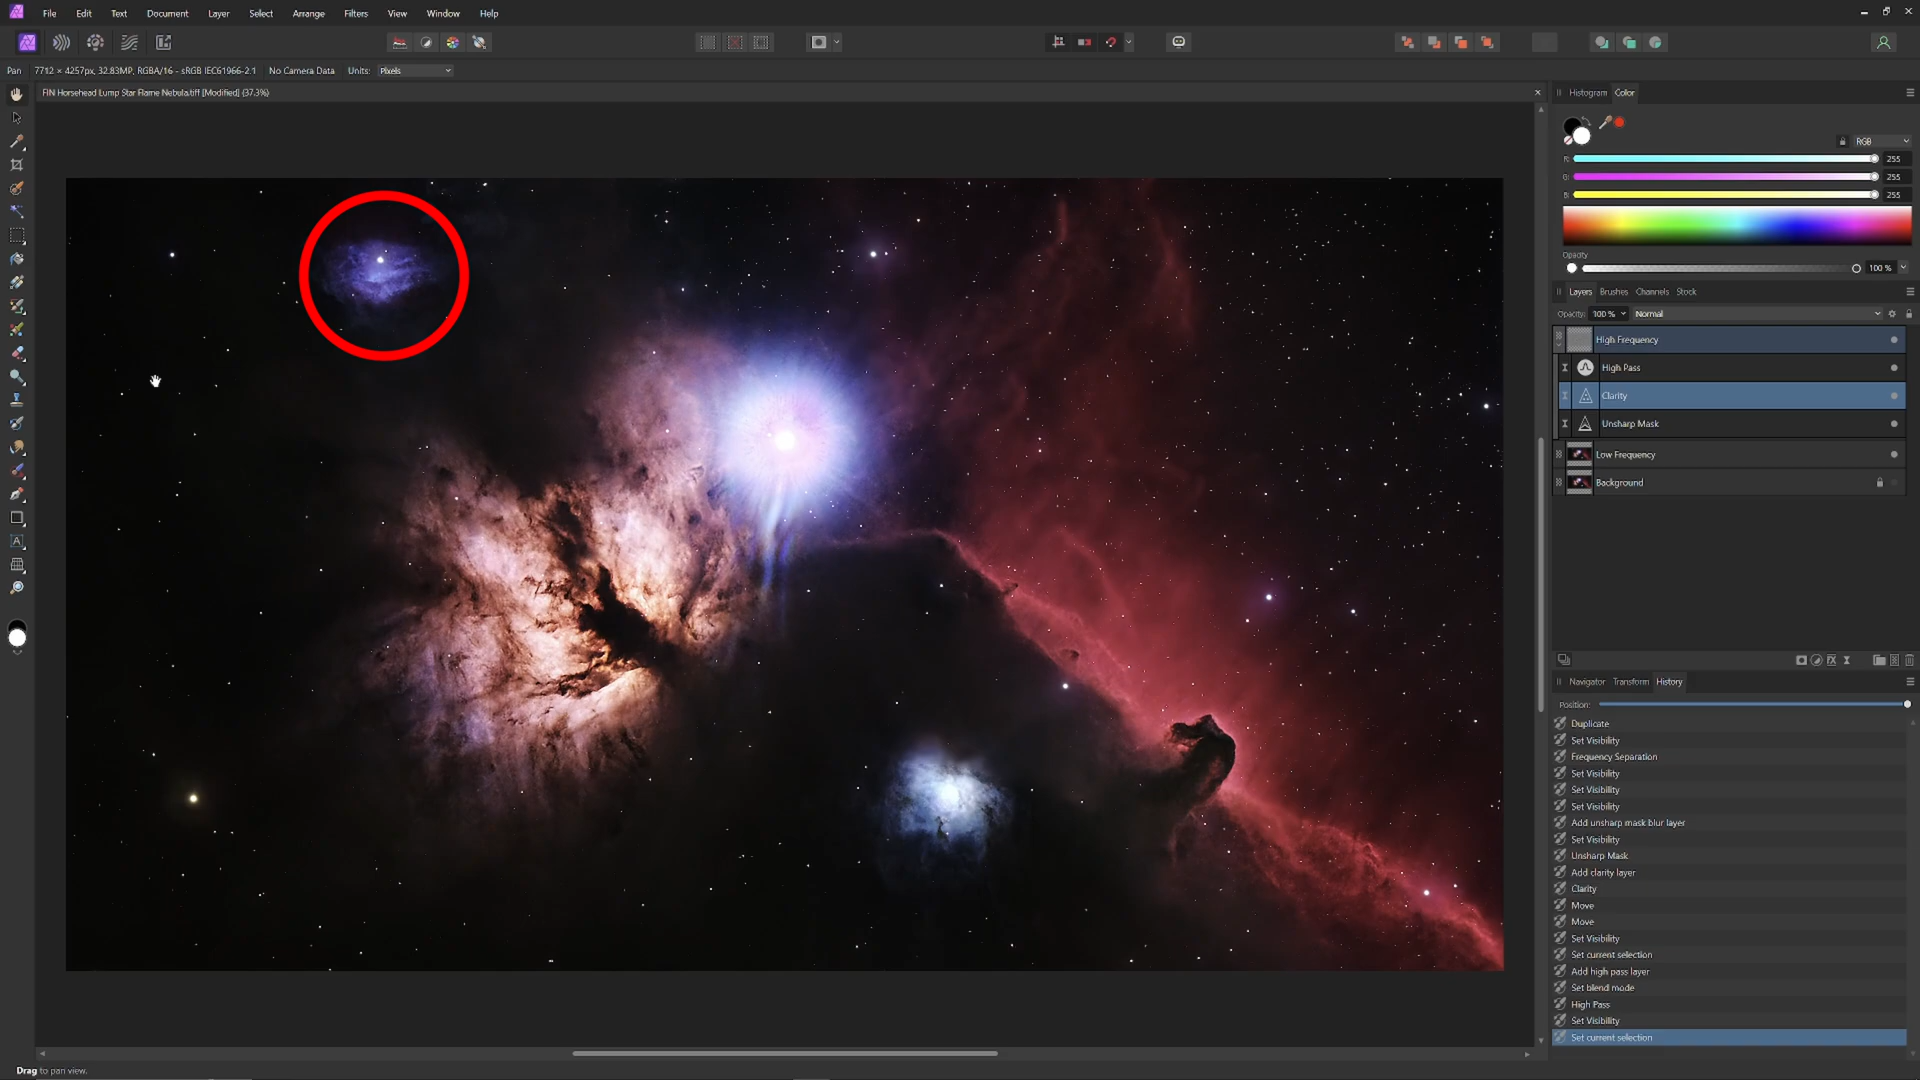 File Edit Text Document Layer Select Arrange Filters View Window Help
Pan 7712 × 4257px, 32.83MP, RGBA/16 - sRGB IEC61966-2.1 No Camera Data Units: Pixels
FIN Horsehead Lump Star Flame Nebula.tiff [Modified] (37.3%)
Histogram Color
RGB
R: 255
G: 255
B: 255
Opacity
100 %
Layers Brushes Channels Stock
Opacity: 100 % Normal
High Frequency
High Pass
Clarity
Unsharp Mask
Low Frequency
Background
Navigator Transform History
Position:
Duplicate
Set Visibility
Frequency Separation
Set Visibility
Set Visibility
Set Visibility
Add unsharp mask blur layer
Set Visibility
Unsharp Mask
Add clarity layer
Clarity
Move
Move
Set Visibility
Set current selection
Add high pass layer
Set blend mode
High Pass
Set Visibility
Set current selection
Drag to pan view.